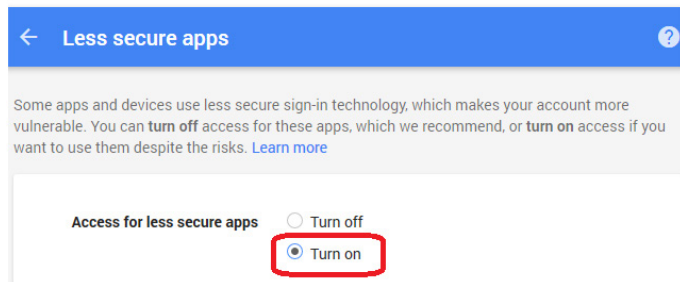 Less secure apps
Some apps and devices use less secure sign-in technology, which makes your account more
vulnerable. You can turn off access for these apps, which we recommend, or turn on access if you
want to use them despite the risks. Learn more
Access for less secure apps
Turn off
Turn on